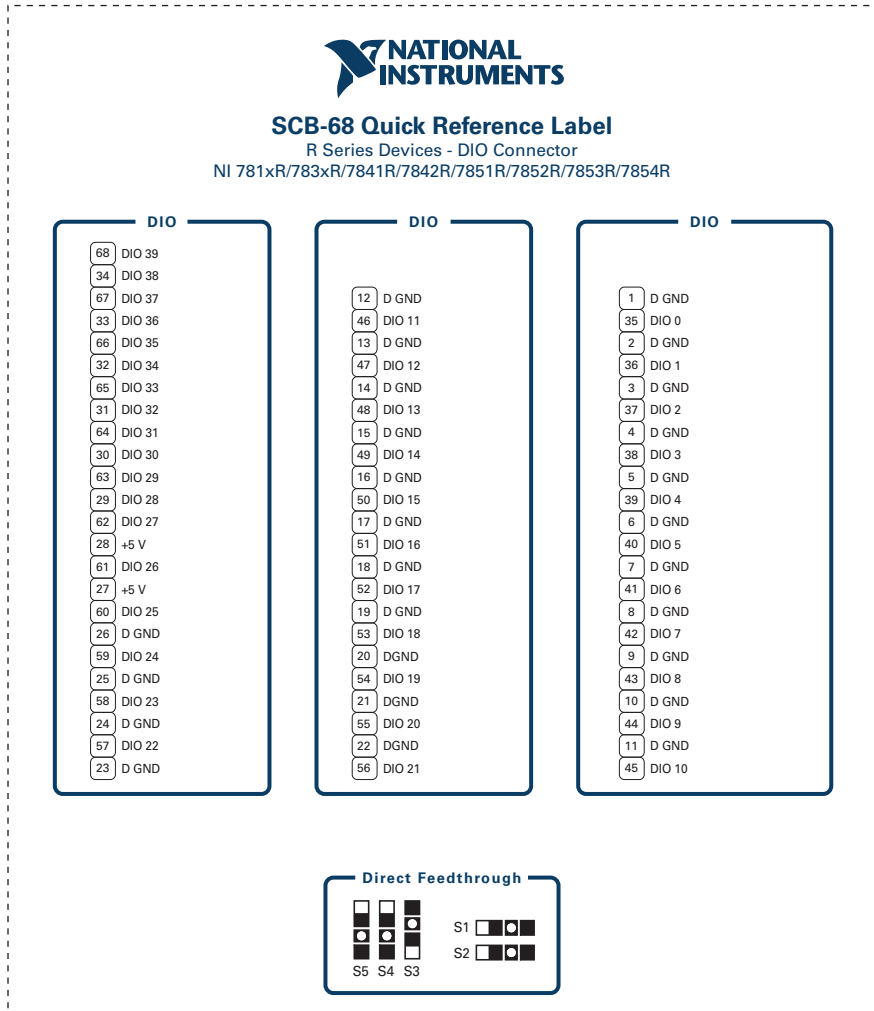 NATIONAL
INSTRUMENTS
SCB-68 Quick Reference Label
R Series Devices - DIO Connector
NI 781xR/783xR/7841R/7842R/7851R/7852R/7853R/7854R
DIO
68 DIO 39
34 DIO 38
67 DIO 37
33 DIO 36
66 DIO 35
32 DIO 34
65 DIO 33
31 DIO 32
64 DIO 31
30 DIO 30
63 DIO 29
29 DIO 28
62 DIO 27
28 +5 V
61 DIO 26
27 +5 V
60 DIO 25
26 D GND
59 DIO 24
25 D GND
58 DIO 23
24 D GND
57 DIO 22
23 D GND
DIO
12 D GND
46 DIO 11
13 D GND
47 DIO 12
14 D GND
48 DIO 13
15 D GND
49 DIO 14
16 D GND
50 DIO 15
17 D GND
51 DIO 16
18 D GND
52 DIO 17
19 D GND
53 DIO 18
20 DGND
54 DIO 19
21 DGND
55 DIO 20
22 DGND
56 DIO 21
DIO
1 D GND
35 DIO 0
2 D GND
36 DIO 1
3 D GND
37 DIO 2
4 D GND
38 DIO 3
5 D GND
39 DIO 4
6 D GND
40 DIO 5
7 D GND
41 DIO 6
8 D GND
42 DIO 7
9 D GND
43 DIO 8
10 D GND
44 DIO 9
11 D GND
45 DIO 10
Direct Feedthrough
S1
S2
S5 S4 S3